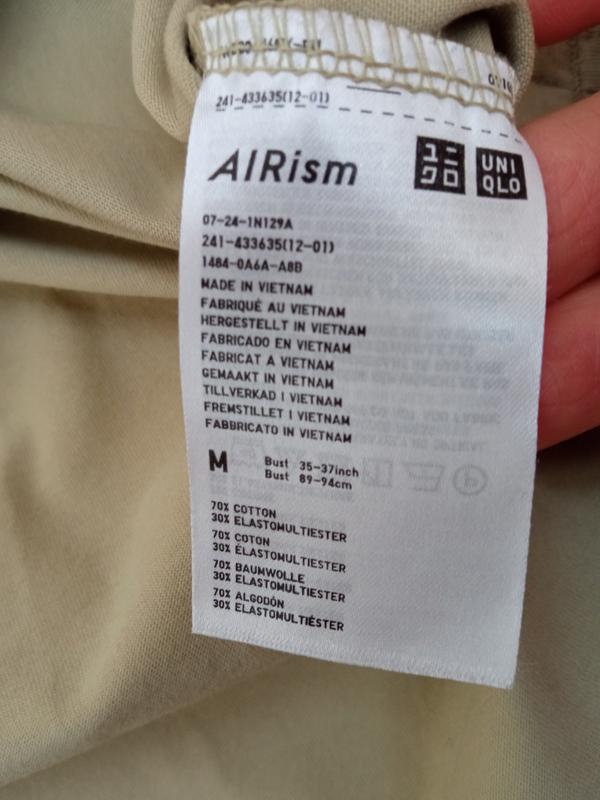 241-433635(12-01)
AIRism
ユニ
クロ
UNI
QLO
07-24-1N129A
241-433635(12-01)
1484-0A6A-A8B
MADE IN VIETNAM
FABRIQUÉ AU VIETNAM
HERGESTELLT IN VIETNAM
FABRICADO EN VIETNAM
FABRICAT A VIETNAM
GEMAAKT IN VIETNAM
TILLVERKAD I VIETNAM
FREMSTILLET I VIETNAM
FABBRICATO IN VIETNAM
M
Bust 35-37inch
Bust 89-94cm
70% COTTON
30% ELASTOMULTIESTER
70% COTON
30% ÉLASTOMULTIESTER
70% BAUMWOLLE
30% ELASTOMULTIESTER
70% ALGODÓN
30% ELASTOMULTIÉSTER